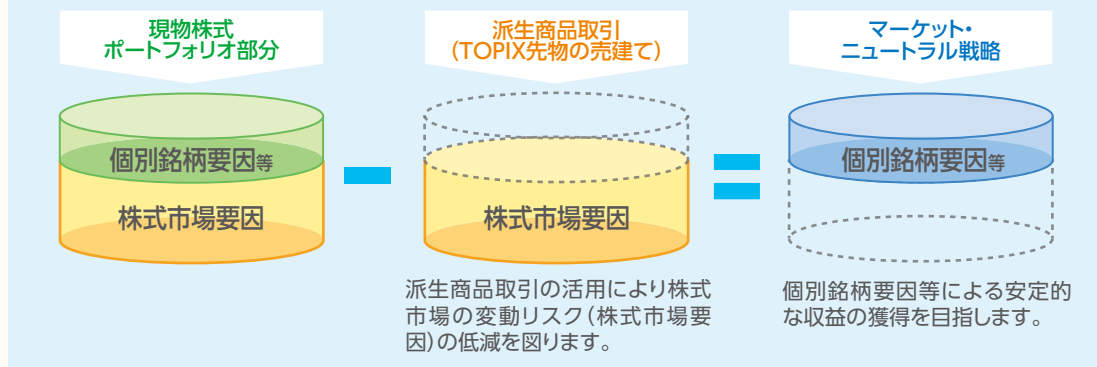 現物株式
ポートフォリオ部分
派生商品取引
(TOPIX先物の売建て)
マーケット・
ニュートラル戦略
個別銘柄要因等
株式市場要因
株式市場要因
個別銘柄要因等
派生商品取引の活用により株式
市場の変動リスク(株式市場要
因)の低減を図ります。
個別銘柄要因等による安定的
な収益の獲得を目指します。